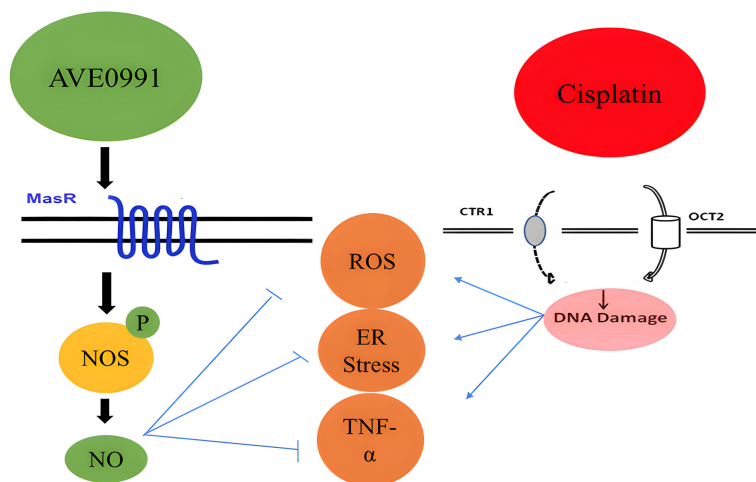 AVE0991
Cisplatin
MasR
CTR1
OCT2
ROS
DNA Damage
P
NOS
ER
Stress
TNF-
α
NO